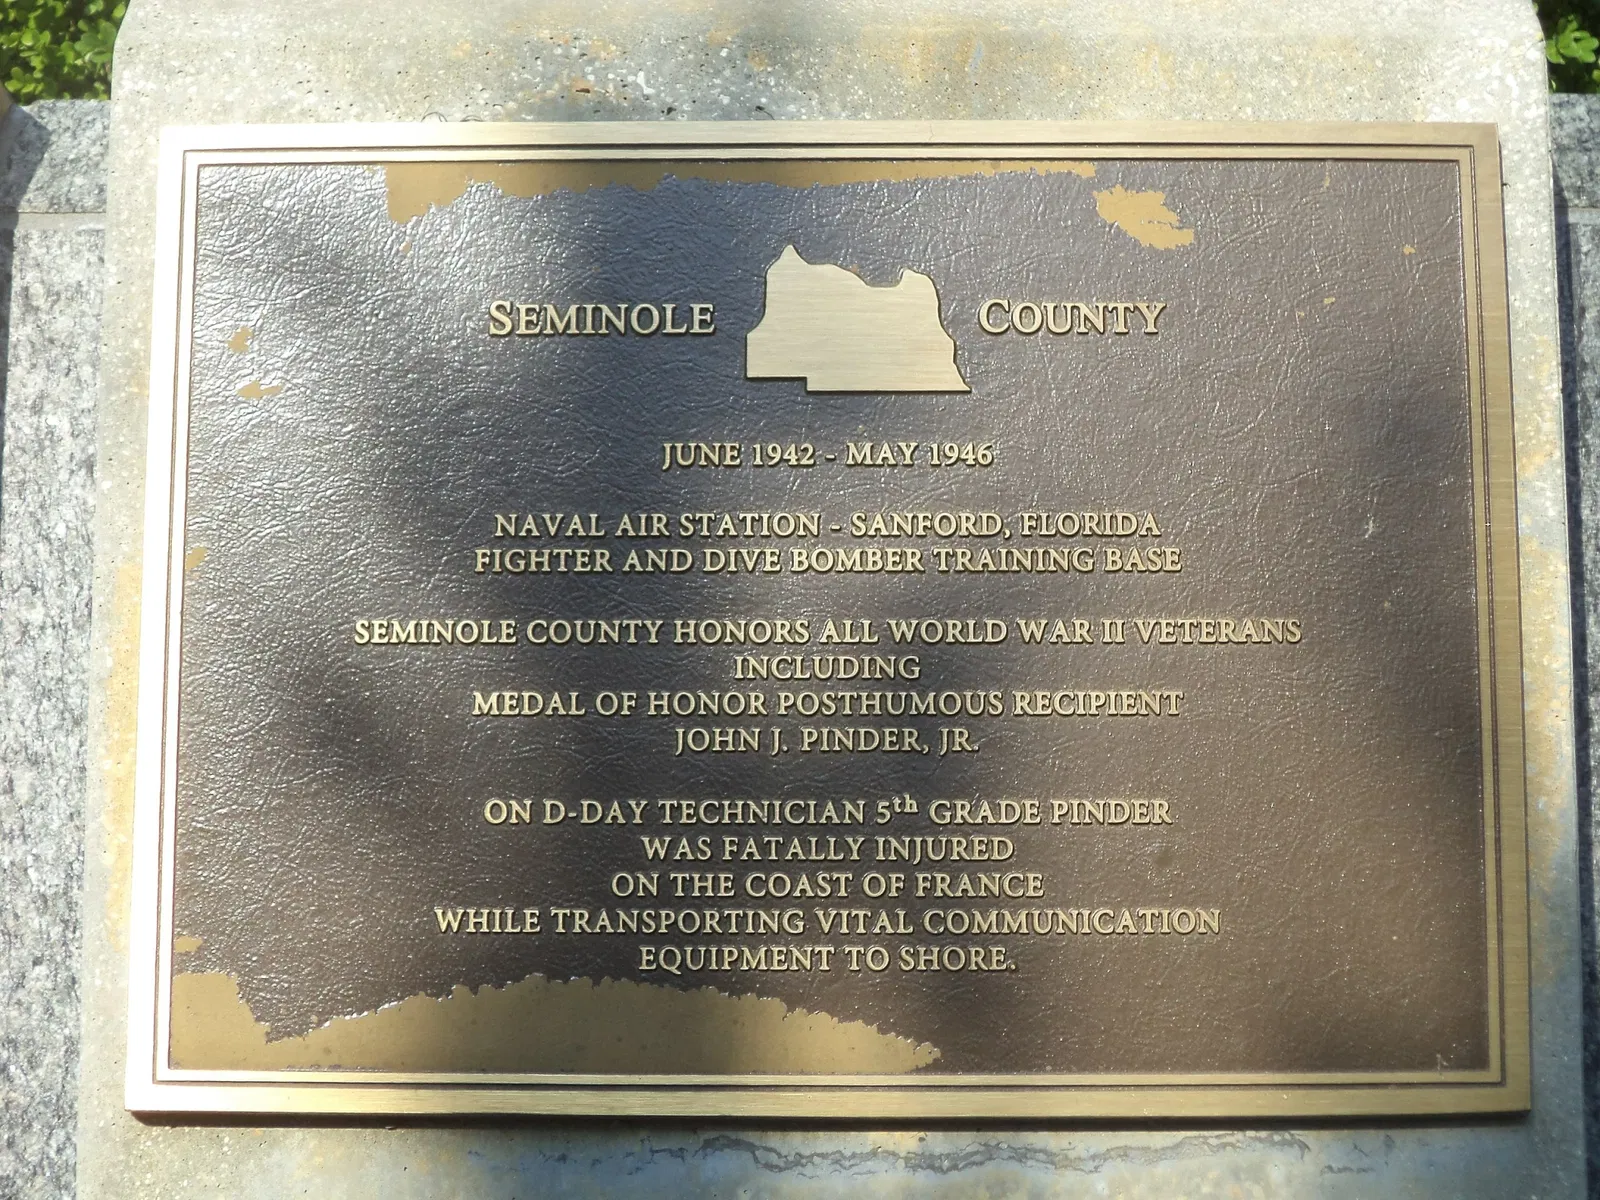 SEMINOLE COUNTY
JUNE 1942 - MAY 1946
NAVAL AIR STATION - SANFORD, FLORIDA
FIGHTER AND DIVE BOMBER TRAINING BASE
SEMINOLE COUNTY HONORS ALL WORLD WAR II VETERANS
INCLUDING
MEDAL OF HONOR POSTHUMOUS RECIPIENT
JOHN J. PINDER, JR.
ON D-DAY TECHNICIAN 5th GRADE PINDER
WAS FATALLY INJURED
ON THE COAST OF FRANCE
WHILE TRANSPORTING VITAL COMMUNICATION
EQUIPMENT TO SHORE.